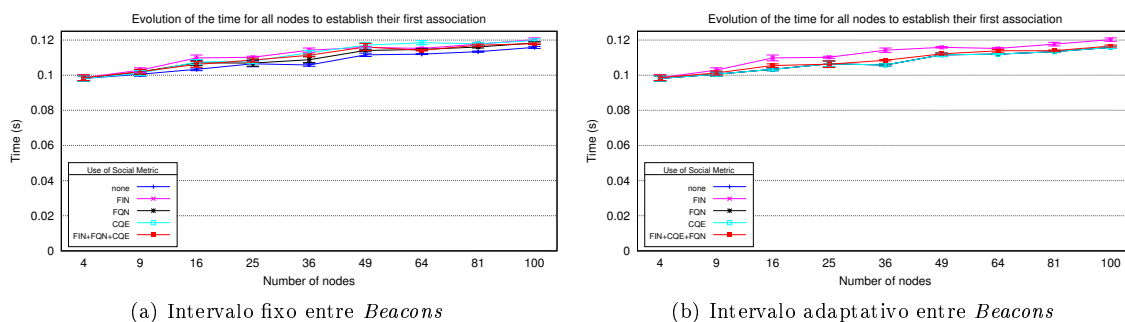 Evolution of the time for all nodes to establish their first association
0.12
0.1
0.08
0.06
0.04
0.02
0
Time (s)
Use of Social Metric
none
FIN
FQN
CQE
FIN+FQN+CQE
4 9 16 25 36 49 64 81 100
Number of nodes
(a) Intervalo fixo entre Beacons
Evolution of the time for all nodes to establish their first association
0.12
0.1
0.08
0.06
0.04
0.02
0
Time (s)
Use of Social Metric
none
FIN
FQN
CQE
FIN+CQE+FQN
4 9 16 25 36 49 64 81 100
Number of nodes
(b) Intervalo adaptativo entre Beacons